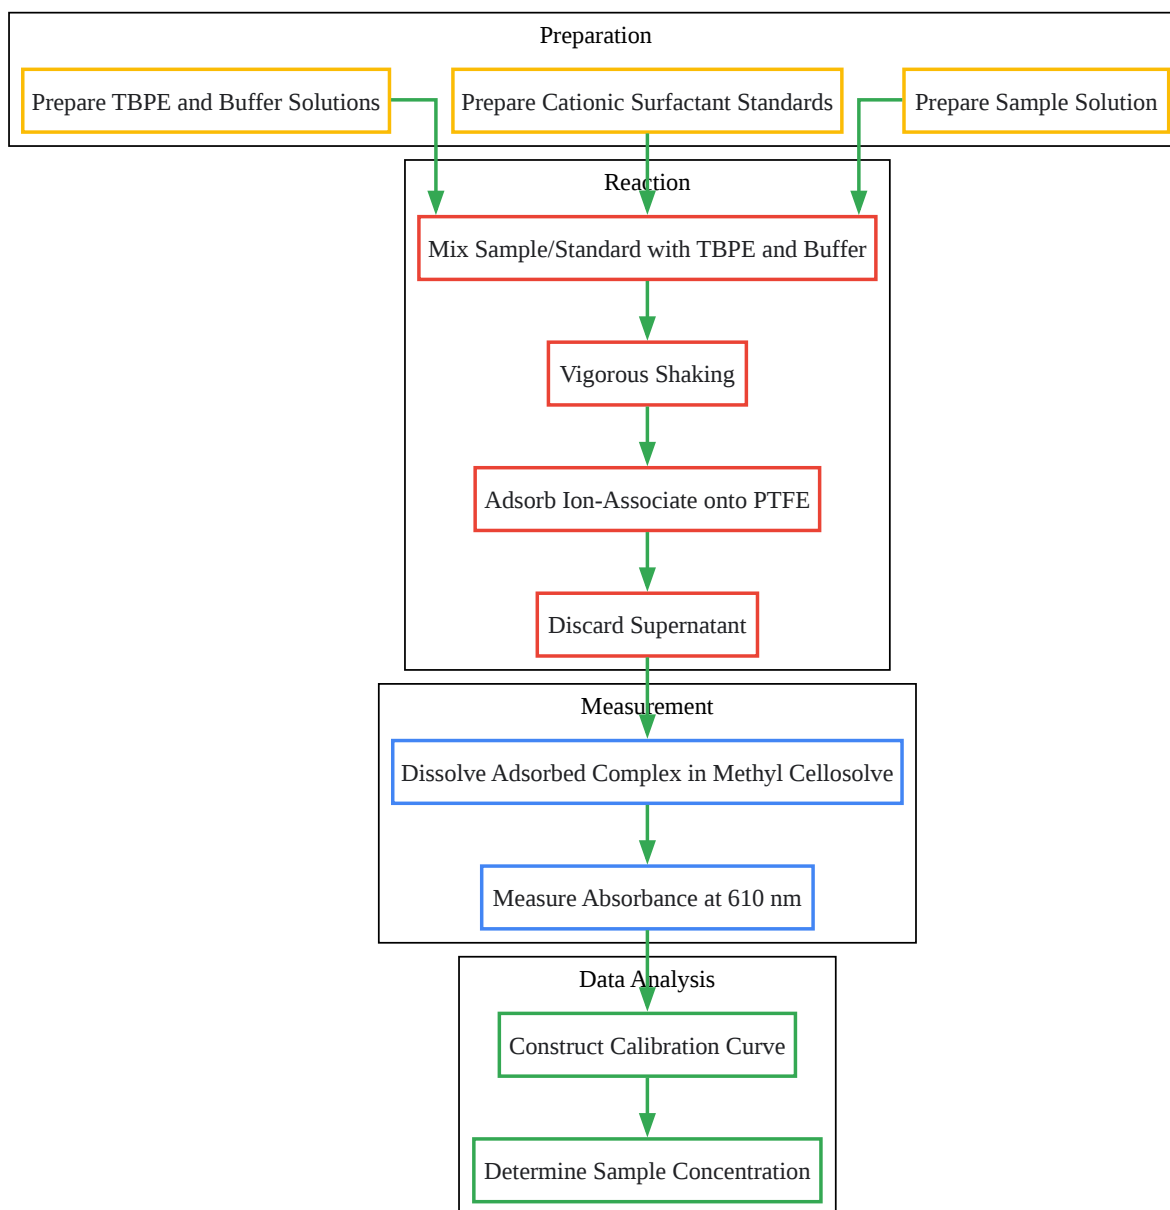 Preparation
Prepare TBPE and Buffer Solutions
Prepare Cationic Surfactant Standards
Prepare Sample Solution
Reaction
Mix Sample/Standard with TBPE and Buffer
Vigorous Shaking
Adsorb Ion-Associate onto PTFE
Discard Supernatant
Measurement
Dissolve Adsorbed Complex in Methyl Cellosolve
Measure Absorbance at 610 nm
Data Analysis
Construct Calibration Curve
Determine Sample Concentration